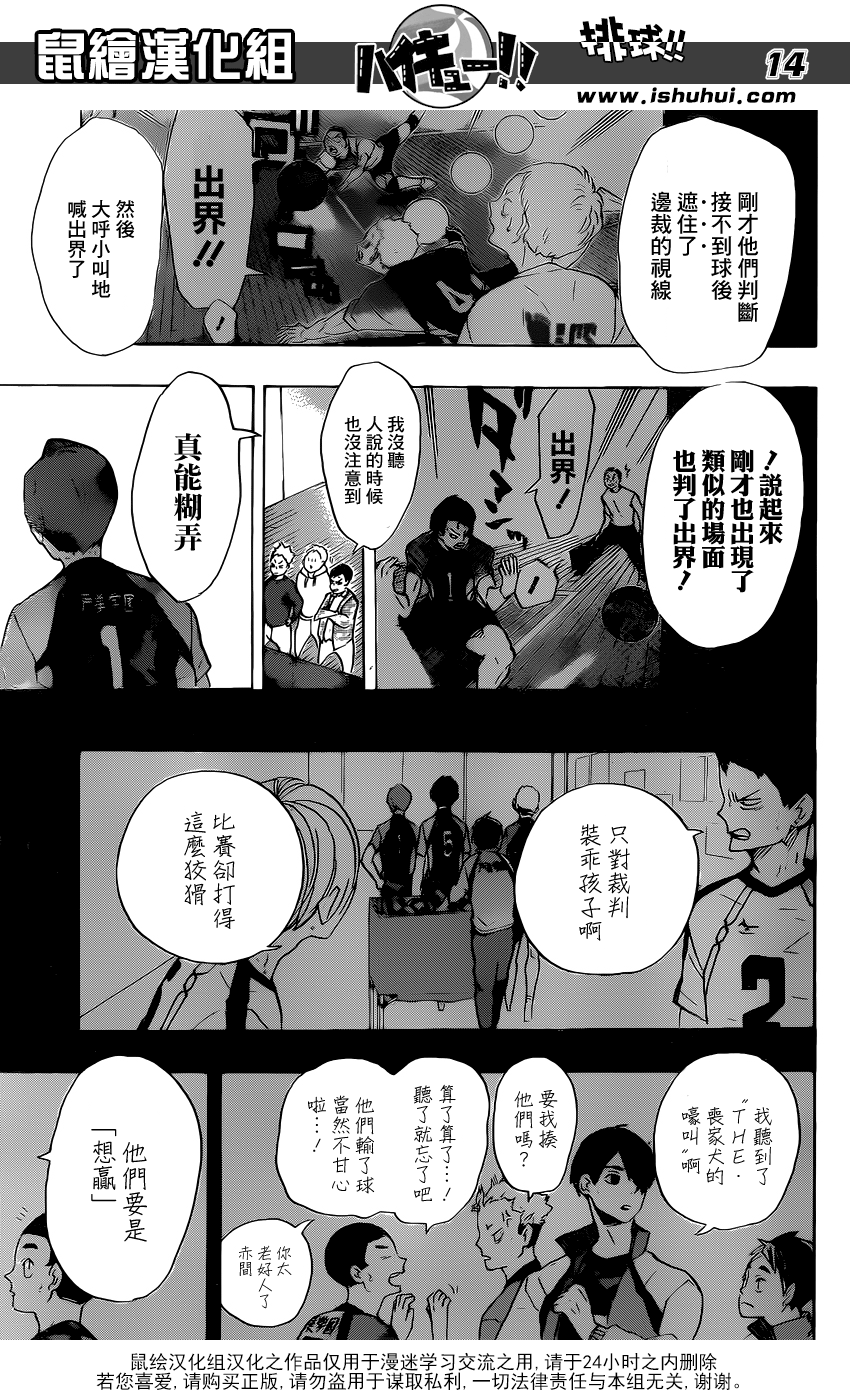 鼠繪漢化組
ハイキュー!!
排球!!
14
www.ishuhui.com
剛才他們判斷
接不到球後
遮住了
邊裁的視線
出界!!
然後
大呼小叫地
喊出界了
!說起來
剛才也出現了
類似的場面
也判了出界!
出界!
ダンッ
1
我沒聽
人說的時候
也沒注意到
真能糊弄
1
只對裁判
裝乖孩子啊
2
比賽卻打得
這麼狡猾
我聽到了
"THE·
喪家犬的
嚎叫"啊
要找揍
他們嗎?
算了算了…!
聽了就忘了吧
他們輸了球
當然不甘心
啦…!
你太
老好人了
赤間
他們要是
「想贏」
鼠绘汉化组汉化之作品仅用于漫迷学习交流之用, 请于24小时之内删除
若您喜爱, 请购买正版, 请勿盗用于谋取私利, 一切法律责任与本组无关, 谢谢。